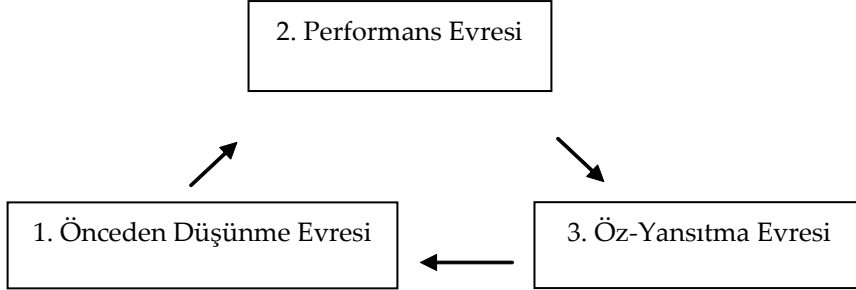 2. Performans Evresi
1. Önceden Düşünme Evresi
3. Öz-Yansıtma Evresi